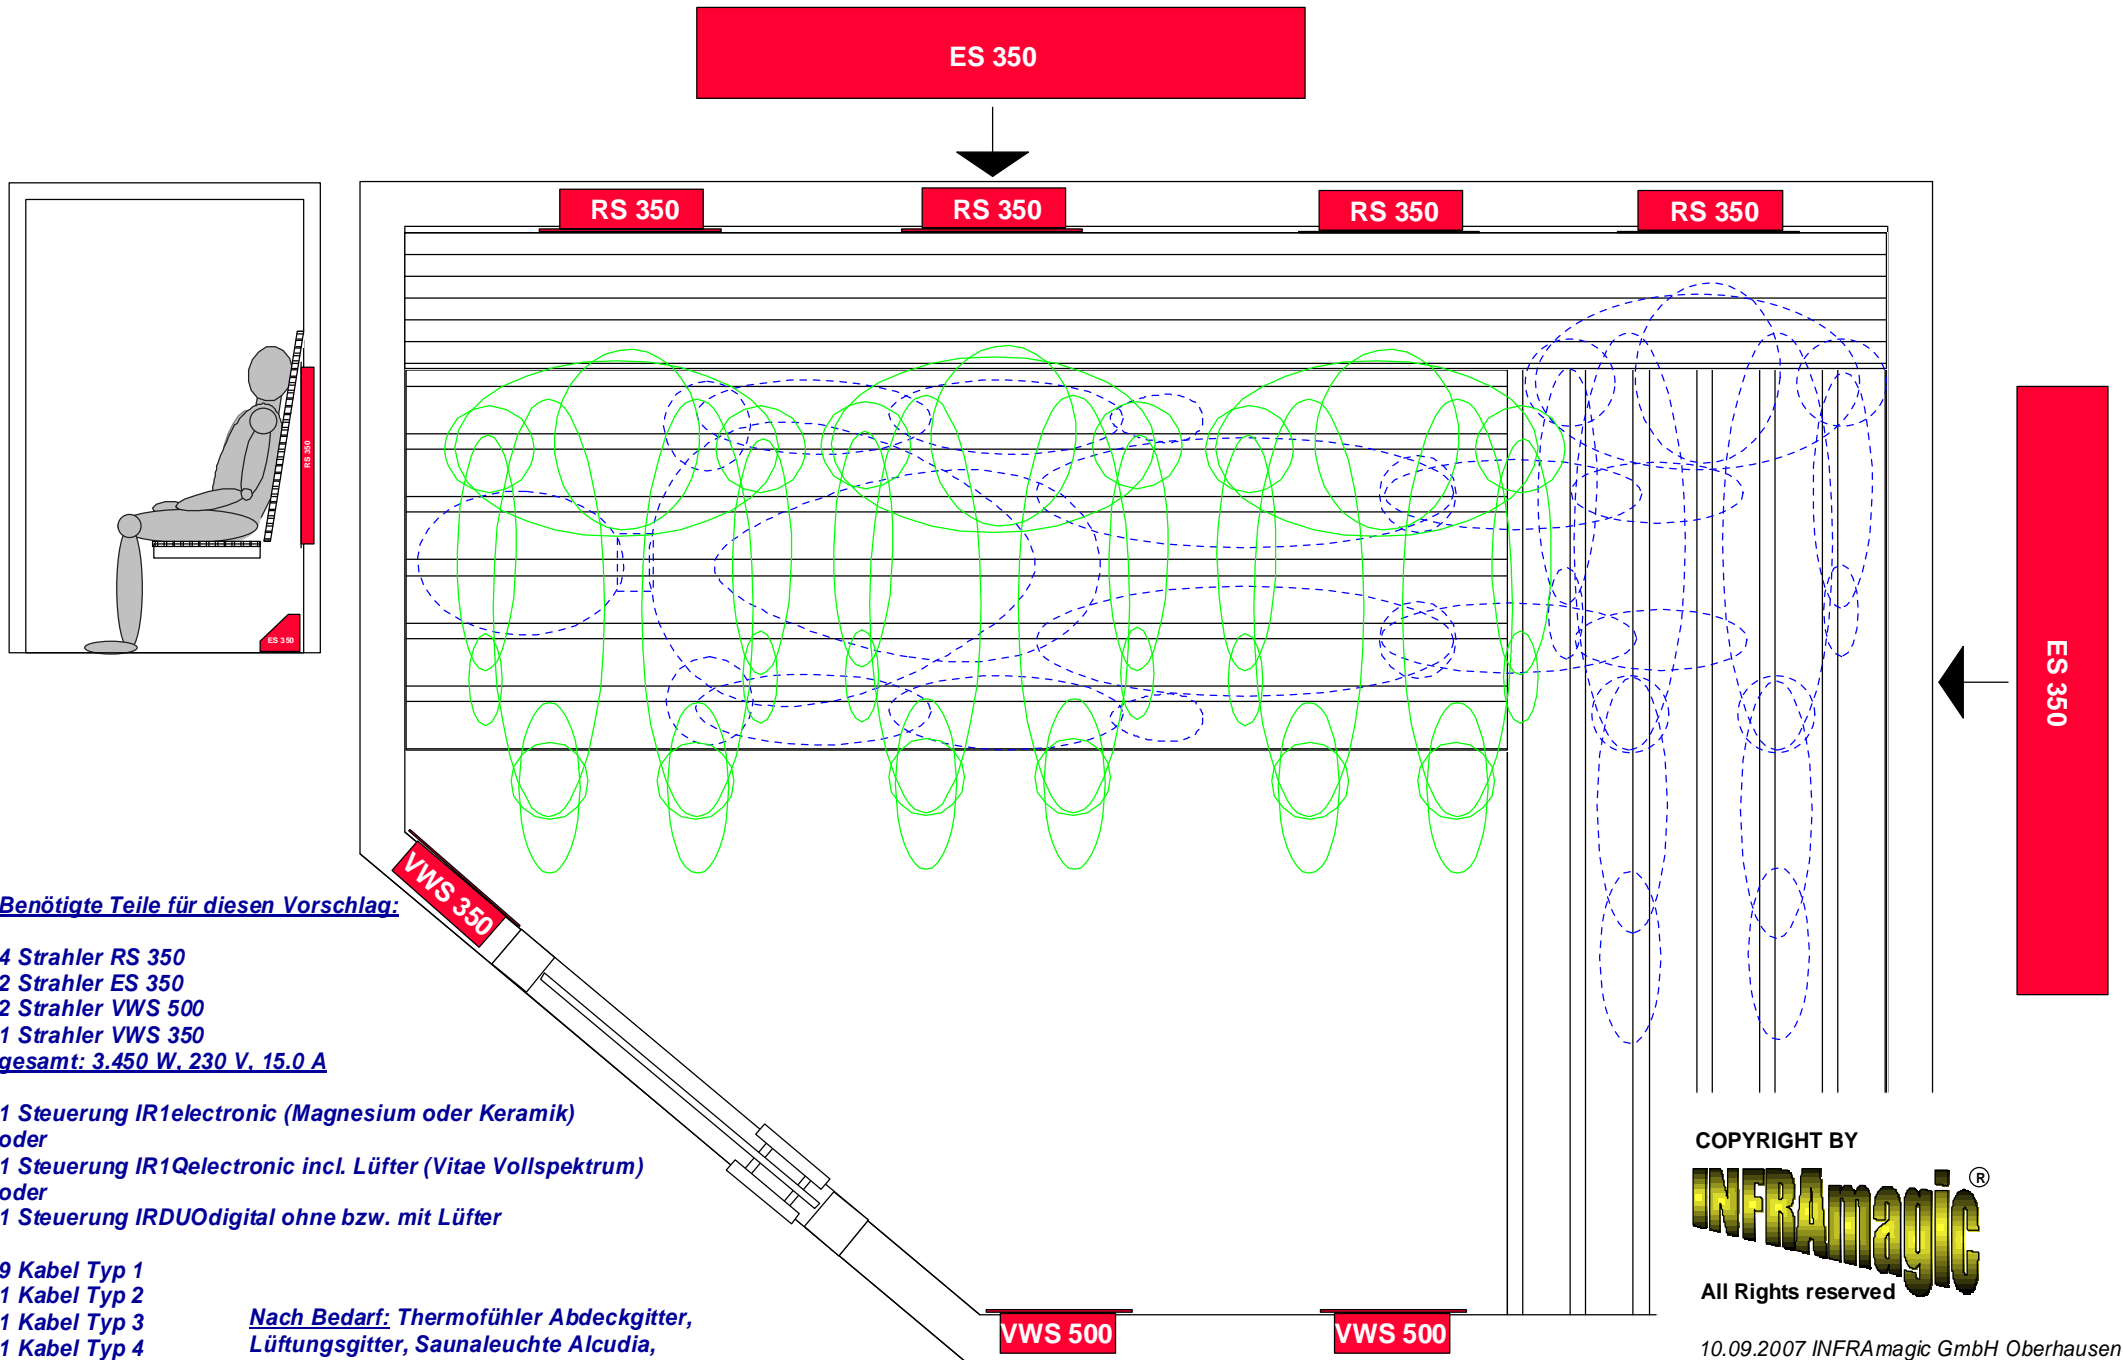 ES 350
RS 350
RS 350
RS 350
RS 350
RS 350
ES 350
ES 350
VWS 350
Benötigte Teile für diesen Vorschlag:
4 Strahler RS 350
2 Strahler ES 350
2 Strahler VWS 500
1 Strahler VWS 350
gesamt: 3.450 W, 230 V, 15.0 A
1 Steuerung IR1electronic (Magnesium oder Keramik)
oder
1 Steuerung IR1Qelectronic incl. Lüfter (Vitae Vollspektrum)
oder
1 Steuerung IRDUOdigital ohne bzw. mit Lüfter
9 Kabel Typ 1
1 Kabel Typ 2
1 Kabel Typ 3
1 Kabel Typ 4
Nach Bedarf: Thermofühler Abdeckgitter,
Lüftungsgitter, Saunaleuchte Alcudia,
VWS 500
VWS 500
COPYRIGHT BY
INFRAmagic ®
All Rights reserved
10.09.2007 INFRAmagic GmbH Oberhausen